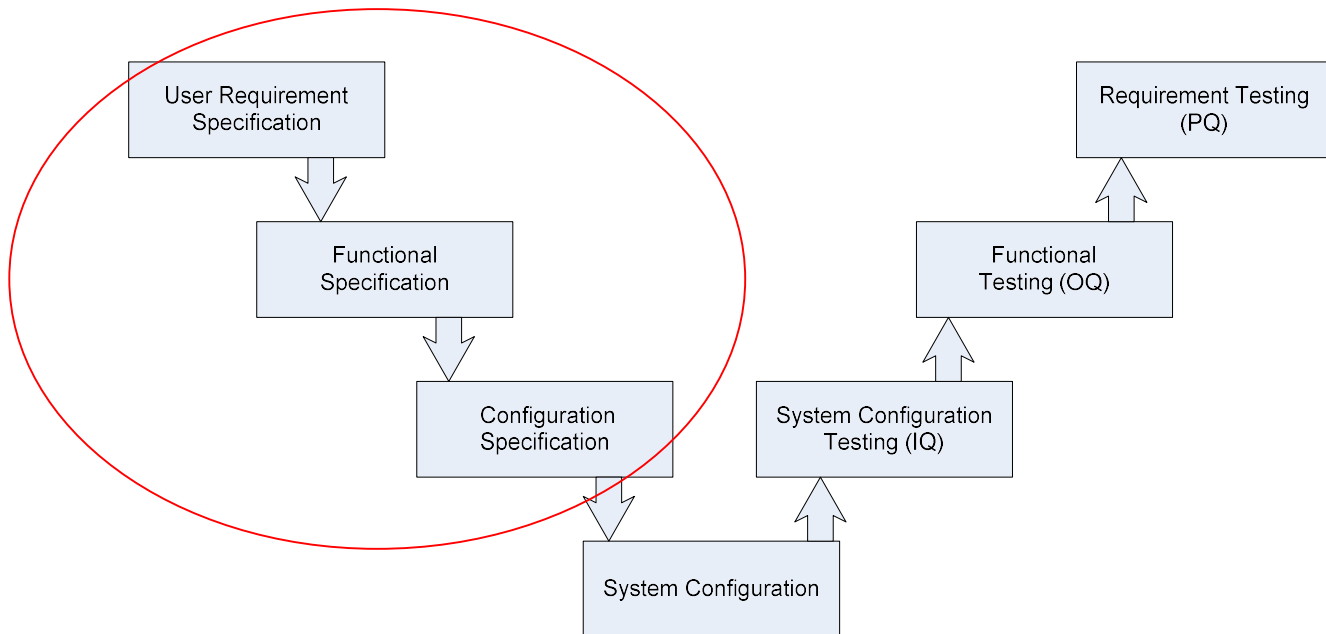 User Requirement
Specification
Requirement Testing
(PQ)
Functional
Specification
Functional
Testing (OQ)
Configuration
Specification
System Configuration
Testing (IQ)
System Configuration